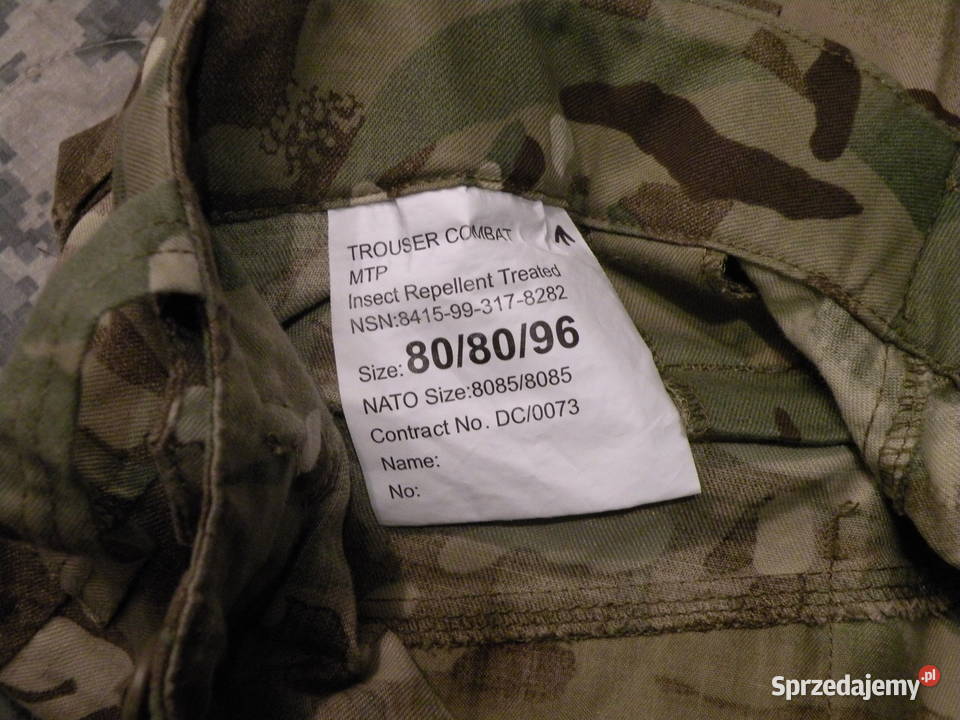 TROUSER COMBAT
MTP
Insect Repellent Treated
NSN:8415-99-317-8282
Size: 80/80/96
NATO Size:8085/8085
Contract No. DC/0073
Name:
No:
Sprzedajemy.pl